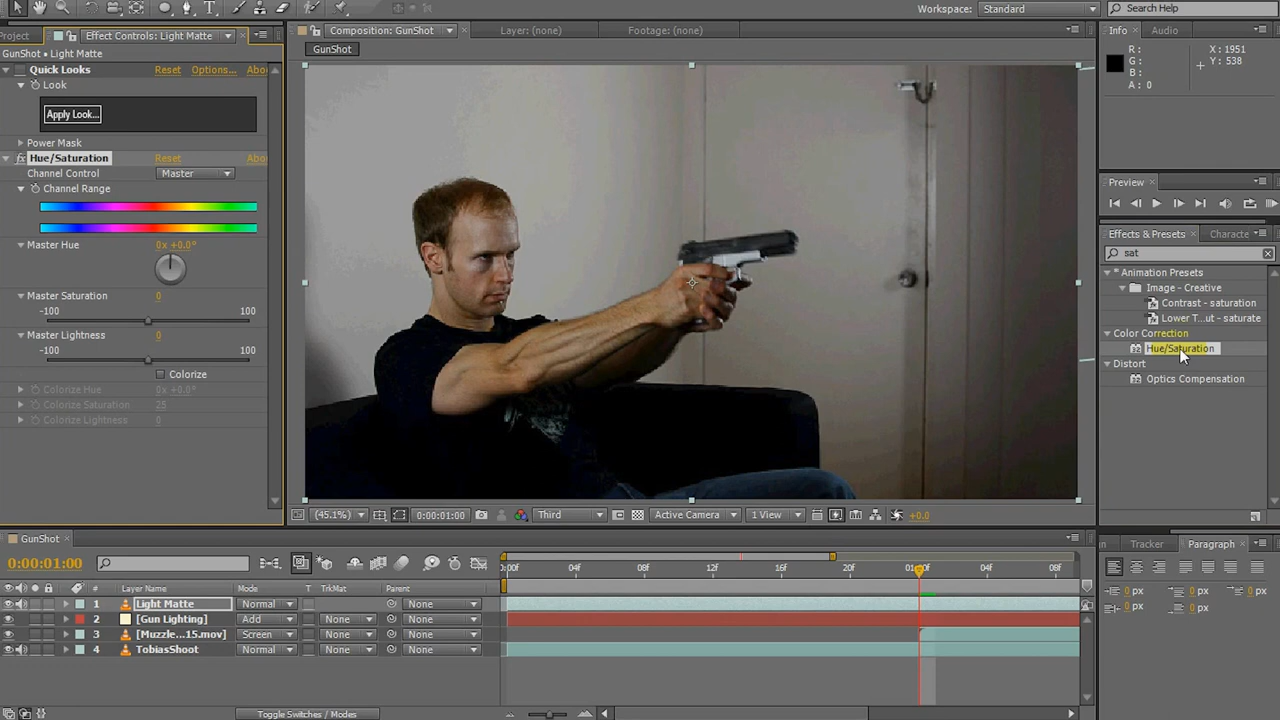 Workspace: Standard Search Help
Project Effect Controls: Light Matte
Composition: GunShot Layer: (none) Footage: (none)
Info Audio
GunShot • Light Matte
GunShot
Quick Looks Reset Options... Abo
Look
Apply Look...
Power Mask
Hue/Saturation Reset Abo
Channel Control Master
Channel Range
Master Hue 0x +0.0°
Master Saturation 0
-100 100
Master Lightness 0
-100 100
Colorize
Colorize Hue 0x +0.0°
Colorize Saturation 25
Colorize Lightness 0
R: X: 1951
G: Y: 538
B:
A: 0
Preview
Effects & Presets Characte
sat
* Animation Presets
Image - Creative
Contrast - saturation
Lower T...ut - saturate
Color Correction
Hue/Saturation
Distort
Optics Compensation
(45.1%) 0:00:01:00 Third Active Camera 1 View +0.0
GunShot
0:00:01:00
# Layer Name Mode T TrkMat Parent
1 Light Matte Normal None
2 [Gun Lighting] Add None None
3 [Muzzle...15.mov] Screen None None
4 TobiasShoot Normal None None
0:00f 04f 08f 12f 16f 20f 01:00f 04f 08f
Toggle Switches / Modes
Tracker Paragraph
0 px 0 px 0 px
0 px 0 px